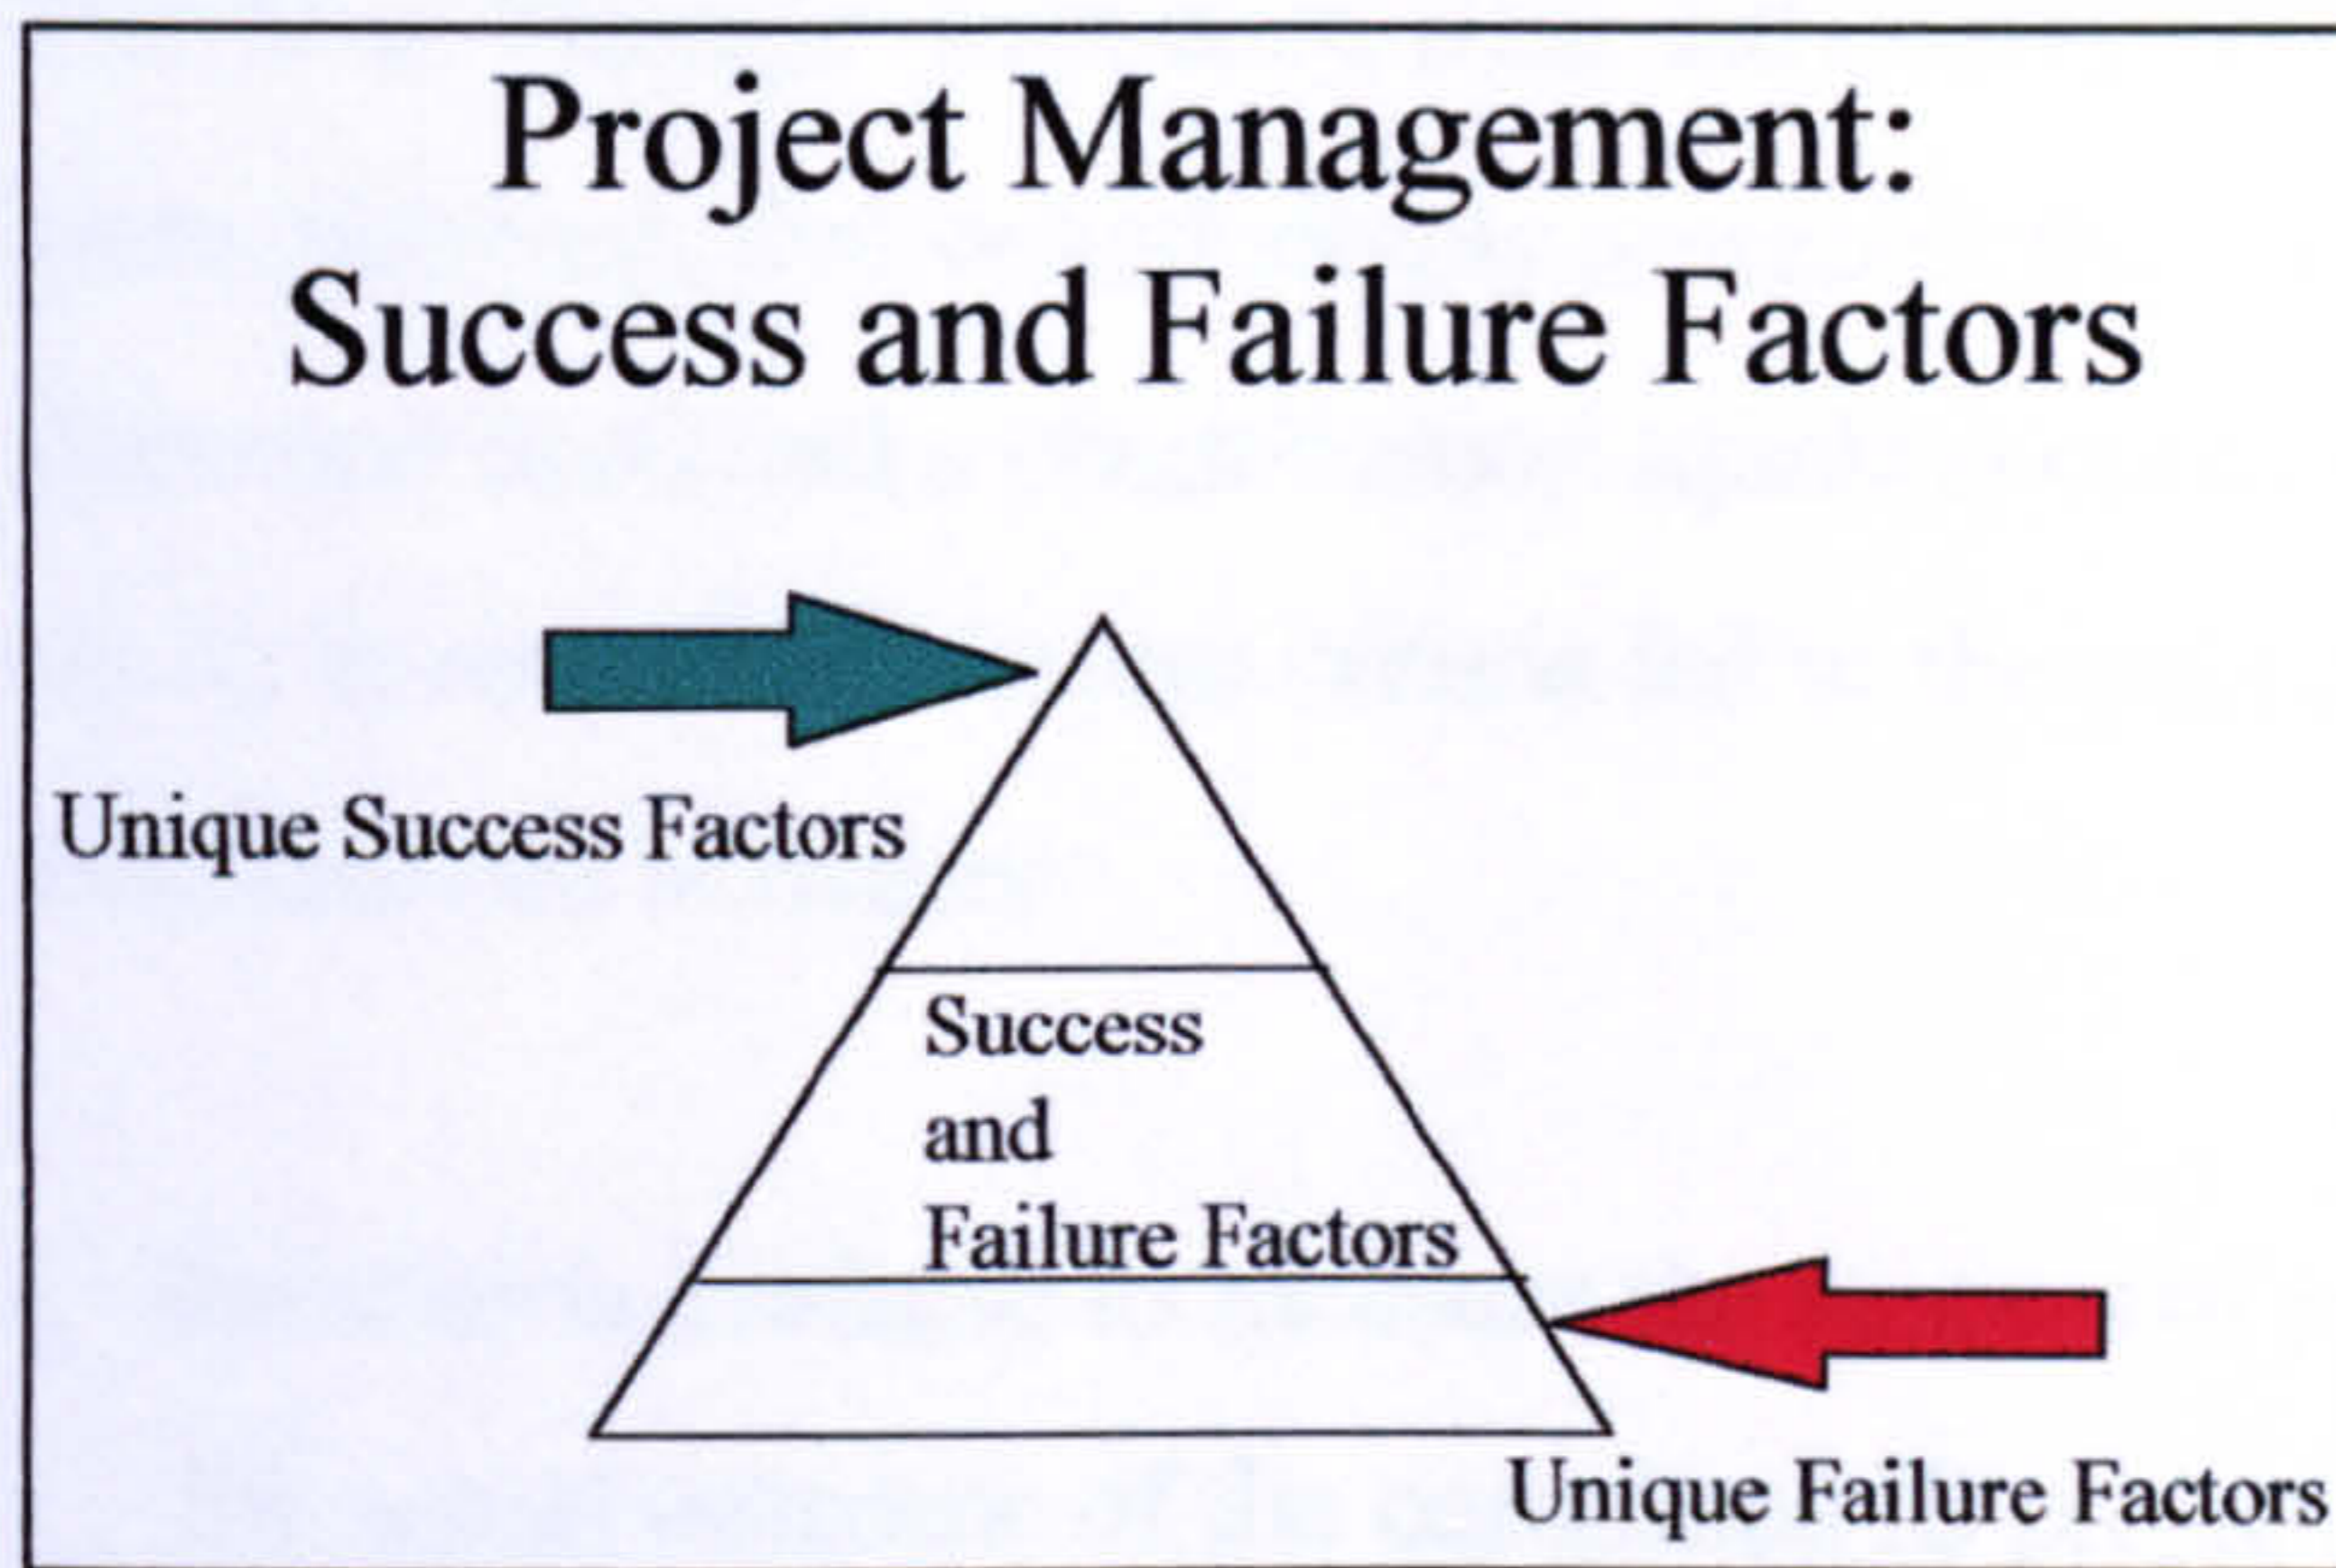 Project Management:
Success and Failure Factors
Unique Success Factors
Success
and
Failure Factors
Unique Failure Factors